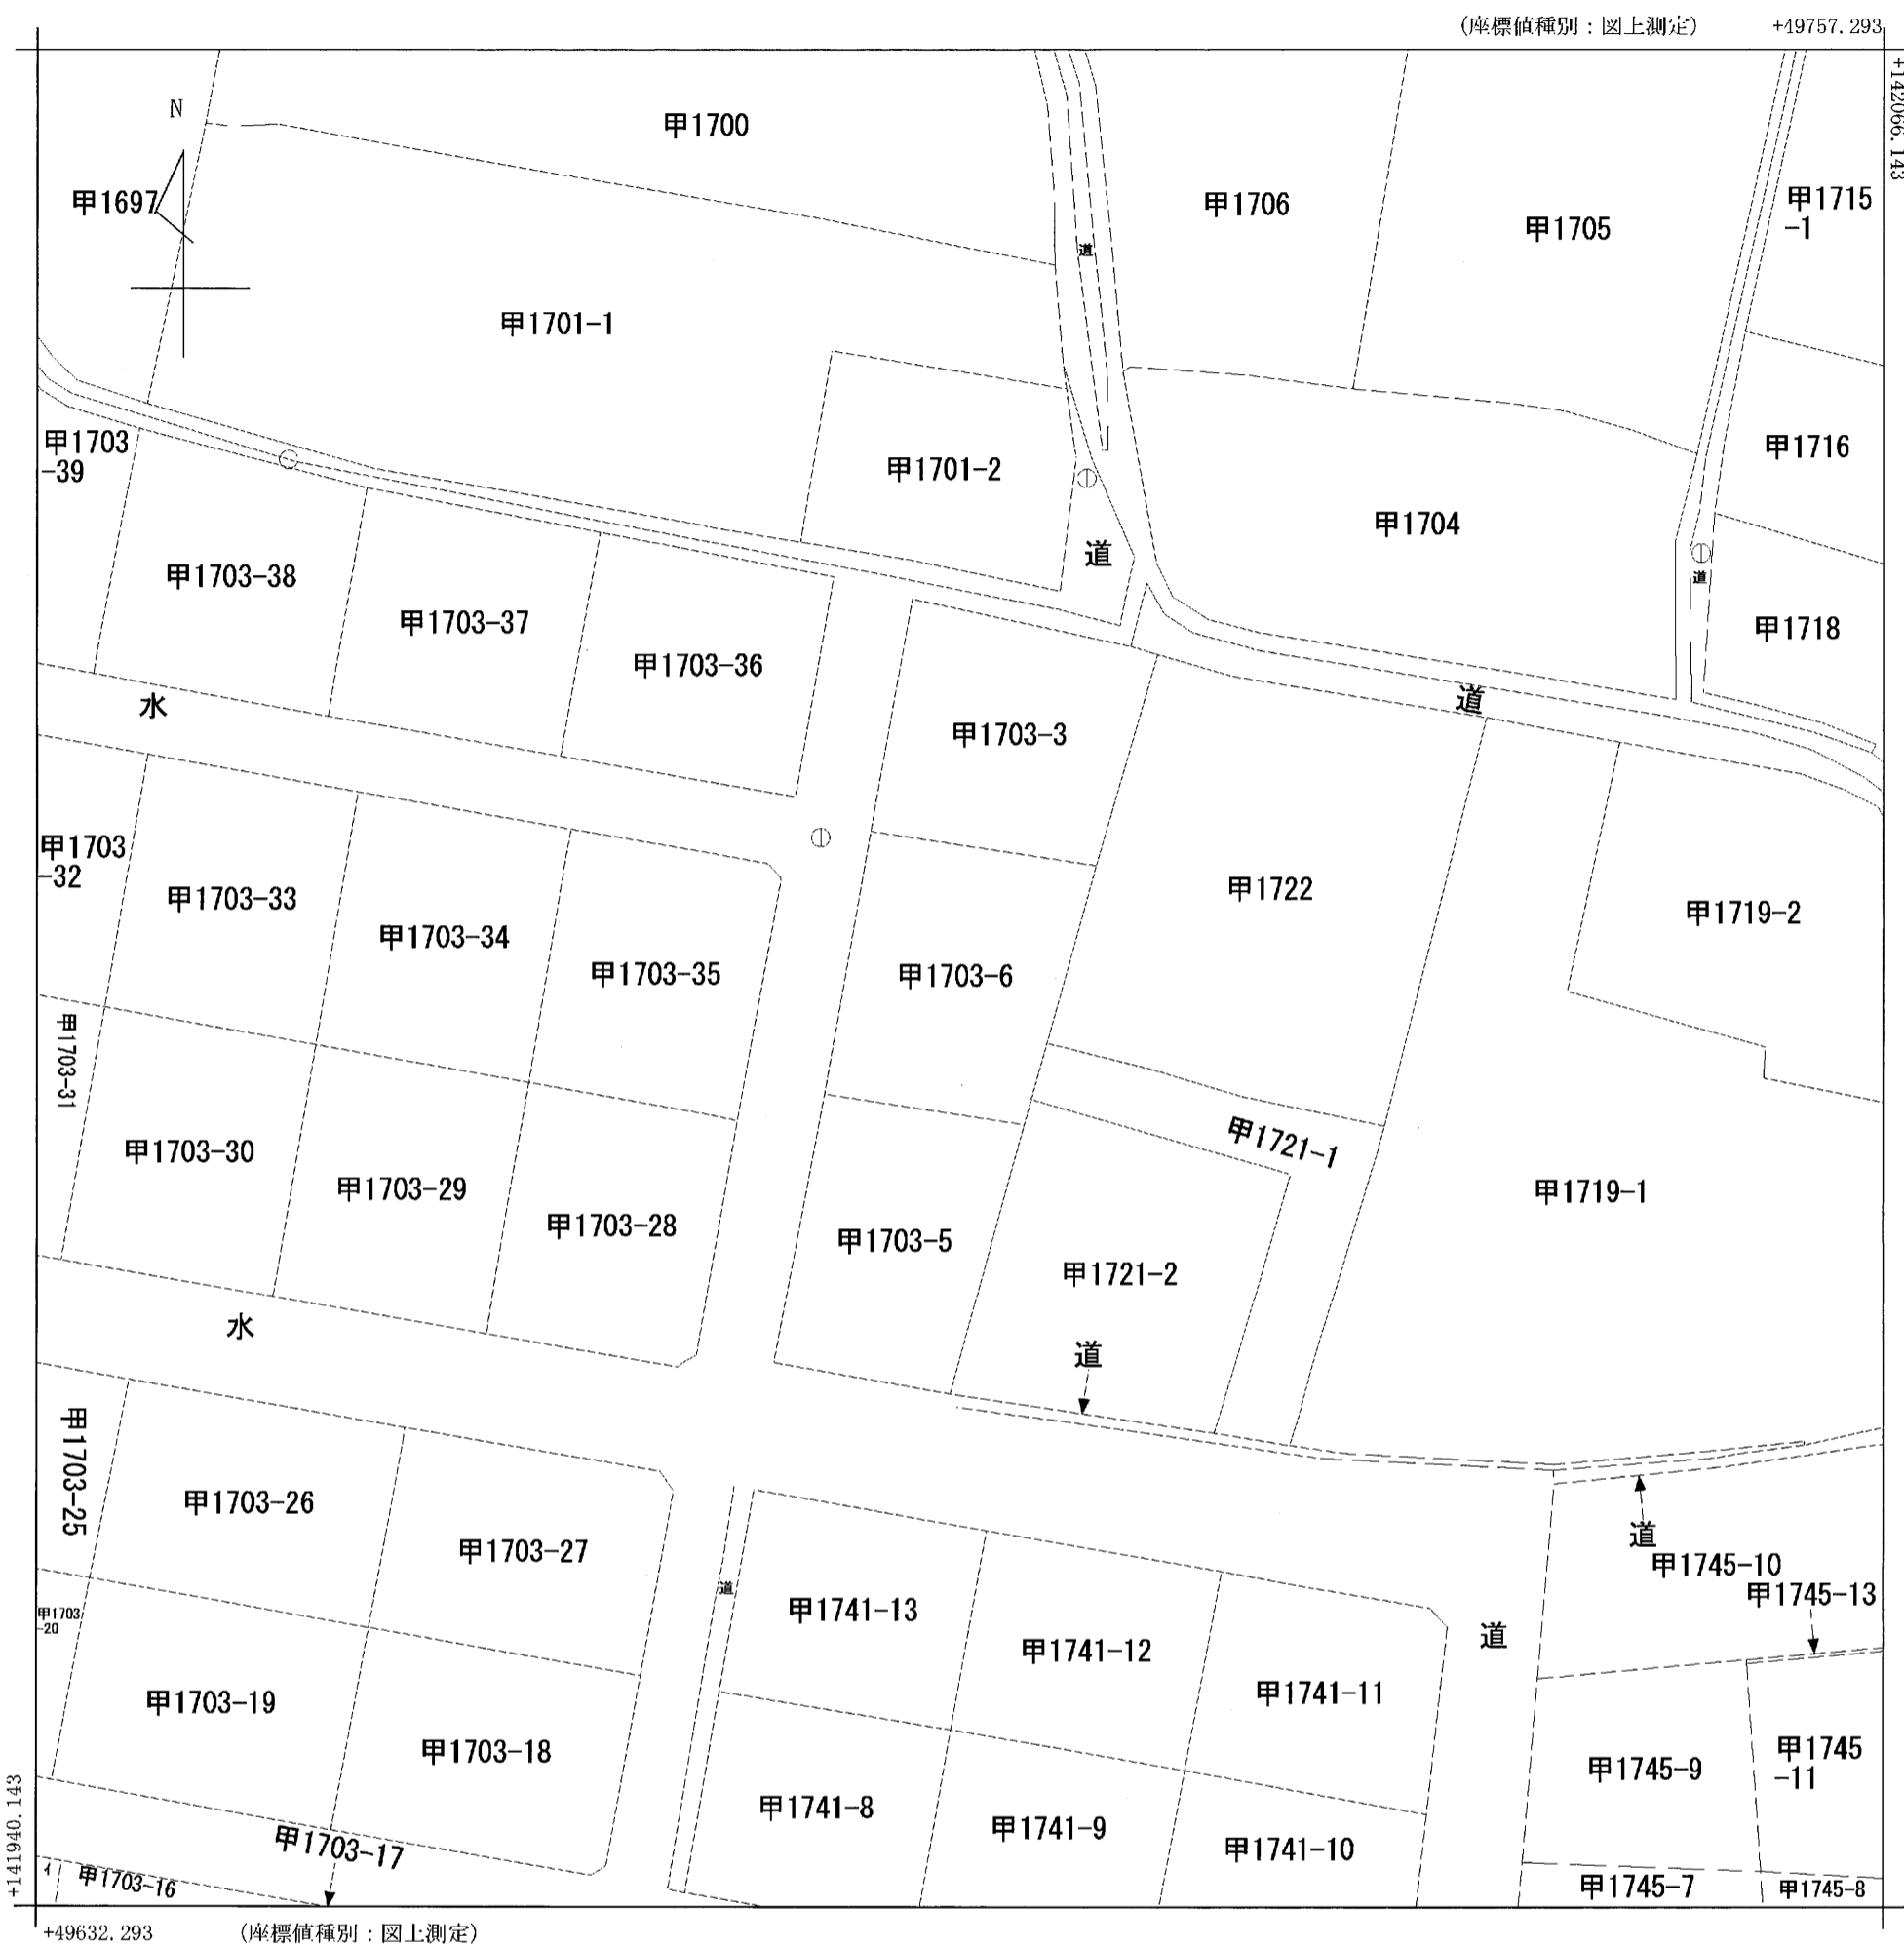 (座標値種別：図上測定) +49757.293
+142066.143
N
甲1700
甲1697
甲1706
甲1705
甲1715
-1
道
甲1701-1
甲1703
-39
甲1701-2
甲1716
甲1704
道
道
甲1703-38
甲1703-37
甲1718
甲1703-36
道
水
甲1703-3
甲1703
-32
甲1703-33
甲1722
甲1719-2
甲1703-34
甲1703-35
甲1703-6
甲1703-31
甲1721-1
甲1703-30
甲1703-29
甲1719-1
甲1703-28
甲1703-5
甲1721-2
水
道
甲1703-25
甲1703-26
道
甲1703-27
甲1745-10
道
甲1745-13
甲1703
-20
甲1741-13
道
甲1741-12
甲1703-19
甲1741-11
甲1703-18
甲1745
-11
甲1745-9
甲1741-8
甲1741-9
甲1703-17
甲1741-10
イ
甲1703-16
甲1745-7
甲1745-8
+141940.143
+49632.293 (座標値種別：図上測定)